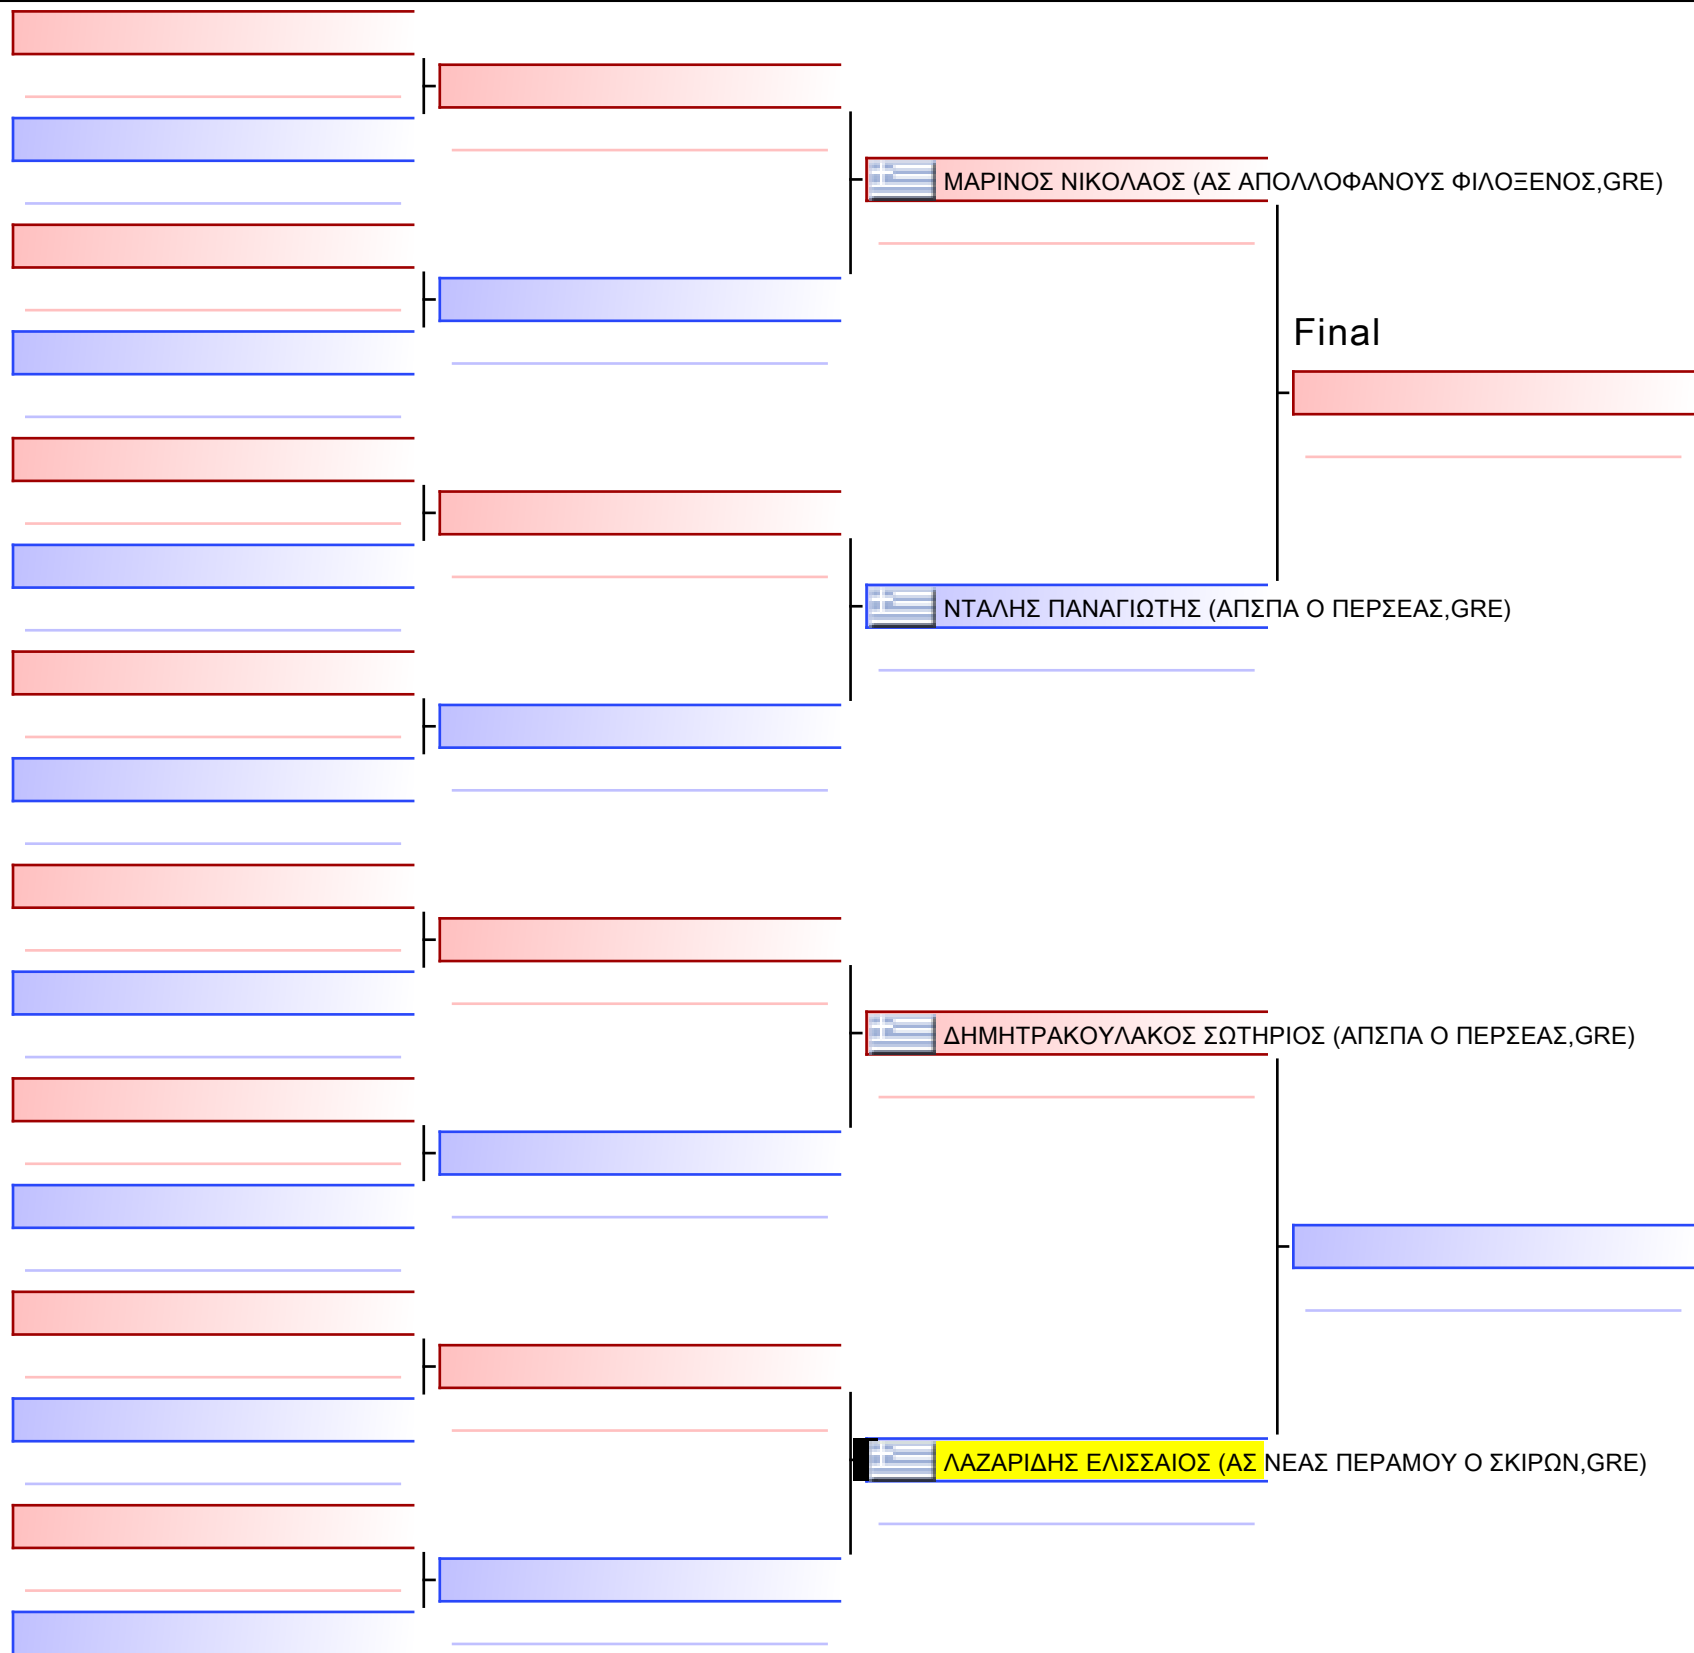 ΜΑΡΙΝΟΣ ΝΙΚΟΛΑΟΣ (ΑΣ ΑΠΟΛΛΟΦΑΝΟΥΣ ΦΙΛΟΞΕΝΟΣ,GRE)
Final
ΝΤΑΛΗΣ ΠΑΝΑΓΙΩΤΗΣ (ΑΠΣΠΑ Ο ΠΕΡΣΕΑΣ,GRE)
ΔΗΜΗΤΡΑΚΟΥΛΑΚΟΣ ΣΩΤΗΡΙΟΣ (ΑΠΣΠΑ Ο ΠΕΡΣΕΑΣ,GRE)
ΛΑΖΑΡΙΔΗΣ ΕΛΙΣΣΑΙΟΣ (ΑΣ ΝΕΑΣ ΠΕΡΑΜΟΥ Ο ΣΚΙΡΩΝ,GRE)